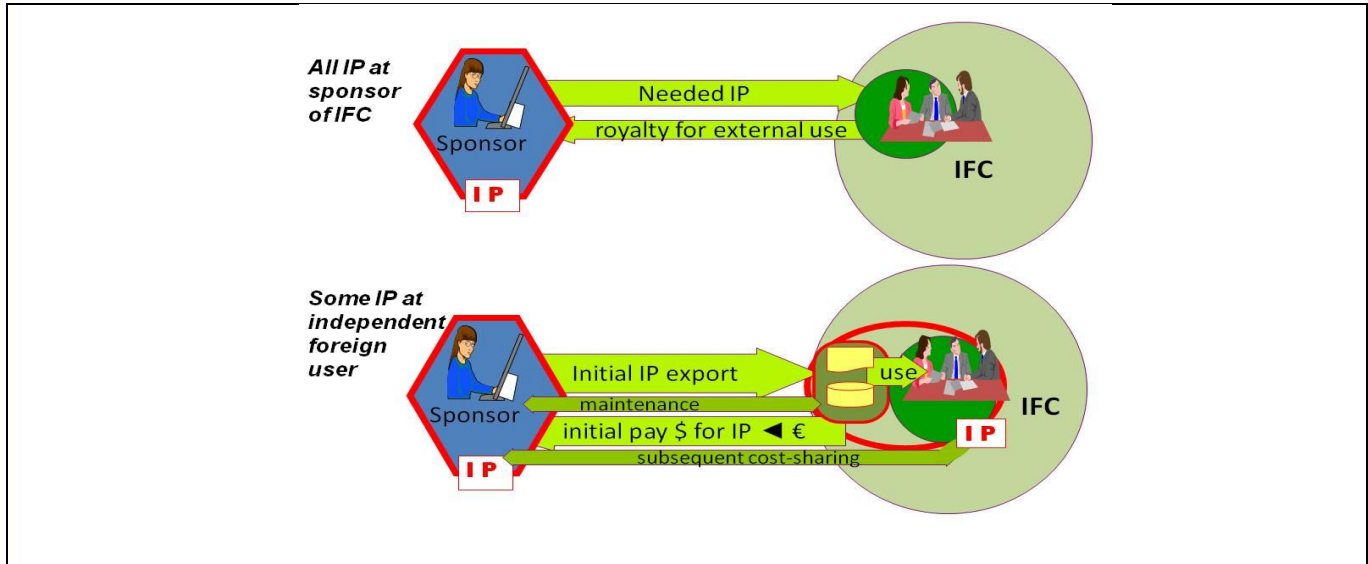 All IP at
sponsor
of IFC
Needed IP
royalty for external use
Sponsor
IFC
I P
Some IP at
independent
foreign
user
Initial IP export
use
maintenance
Sponsor
IFC
initial pay $ for IP ◄ €
I P
subsequent cost-sharing
I P